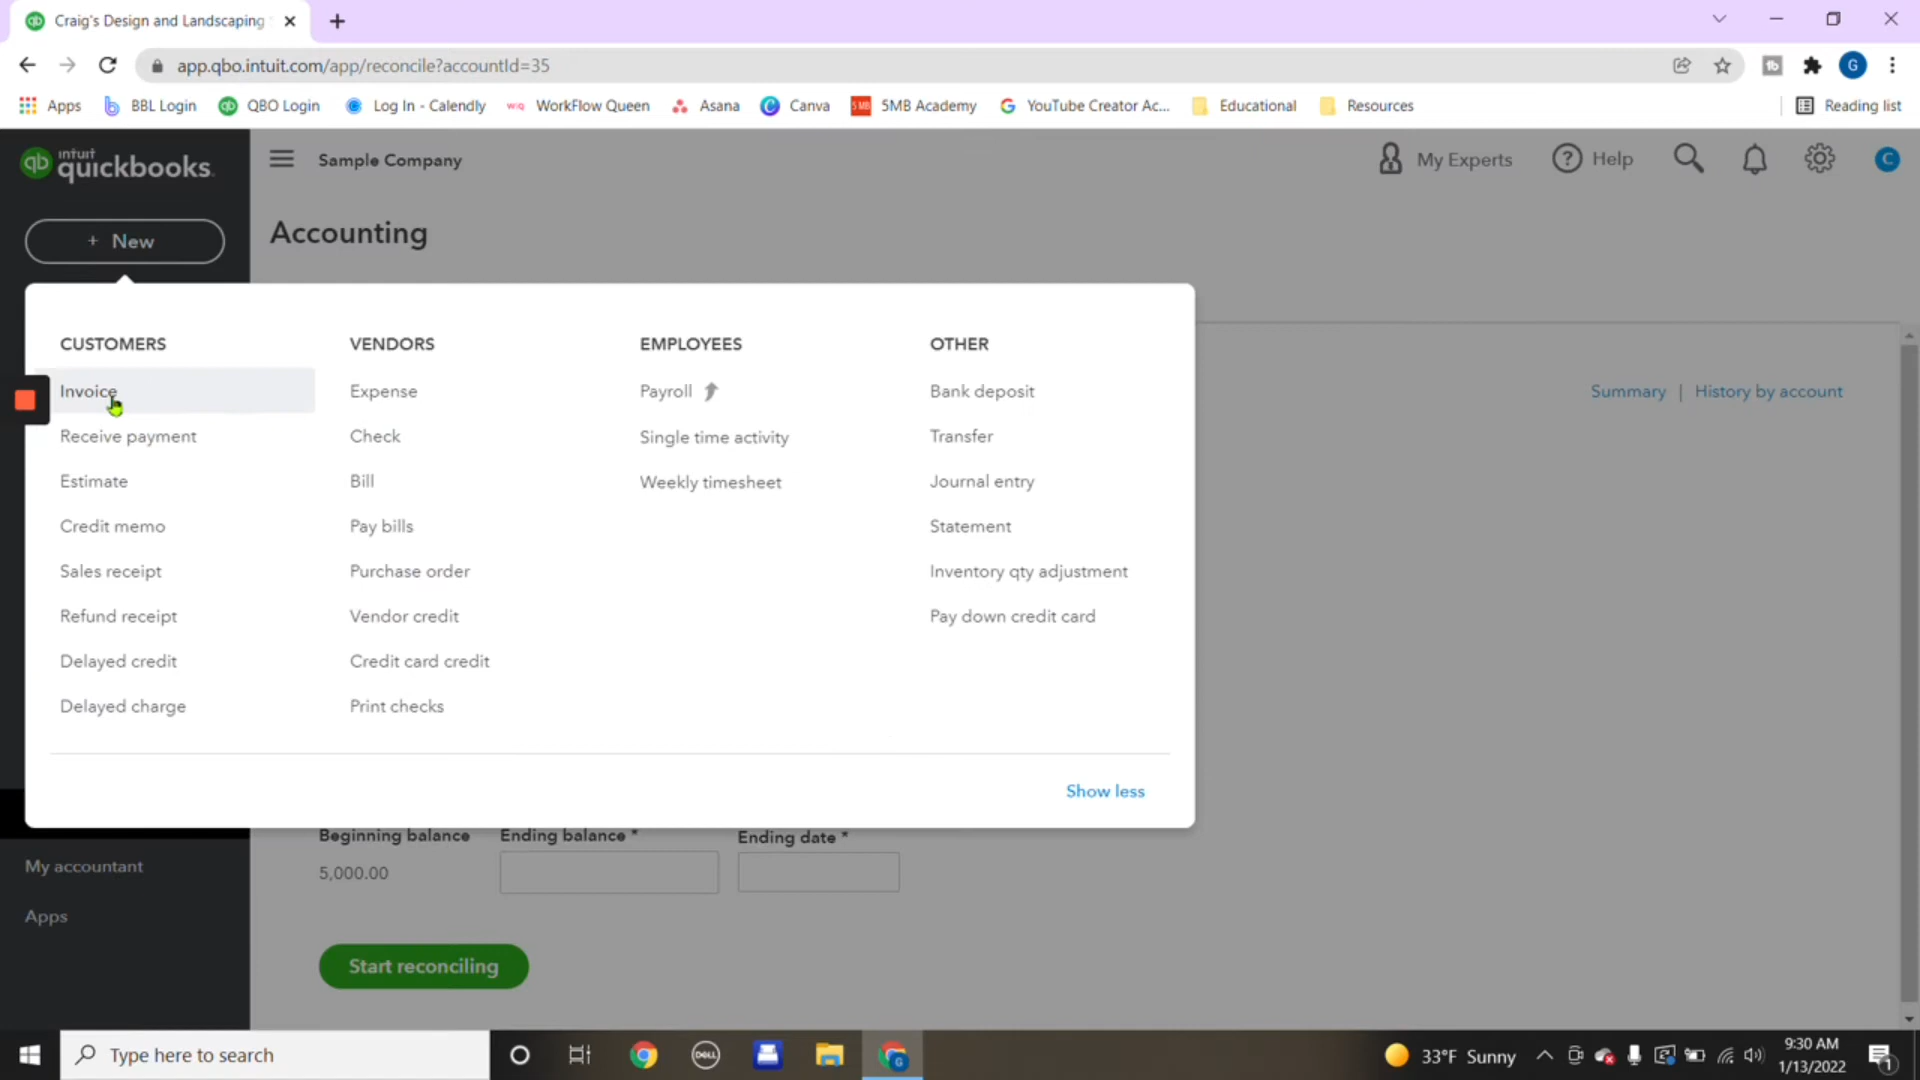 Craig's Design and Landscaping
app.qbo.intuit.com/app/reconcile?accountId=35
G
Apps
BBL Login
QBO Login
Log In - Calendly
WorkFlow Queen
Asana
Canva
5MB Academy
YouTube Creator Ac...
Educational
Resources
Reading list
intuit
quickbooks.
Sample Company
My Experts
Help
C
+ New
Accounting
CUSTOMERS
Invoice
Receive payment
Estimate
Credit memo
Sales receipt
Refund receipt
Delayed credit
Delayed charge
VENDORS
Expense
Check
Bill
Pay bills
Purchase order
Vendor credit
Credit card credit
Print checks
EMPLOYEES
Payroll
Single time activity
Weekly timesheet
OTHER
Bank deposit
Transfer
Journal entry
Statement
Inventory qty adjustment
Pay down credit card
Show less
Summary | History by account
Beginning balance
5,000.00
Ending balance *
Ending date *
Start reconciling
My accountant
Apps
Type here to search
DELL
33°F Sunny
9:30 AM
1/13/2022
1